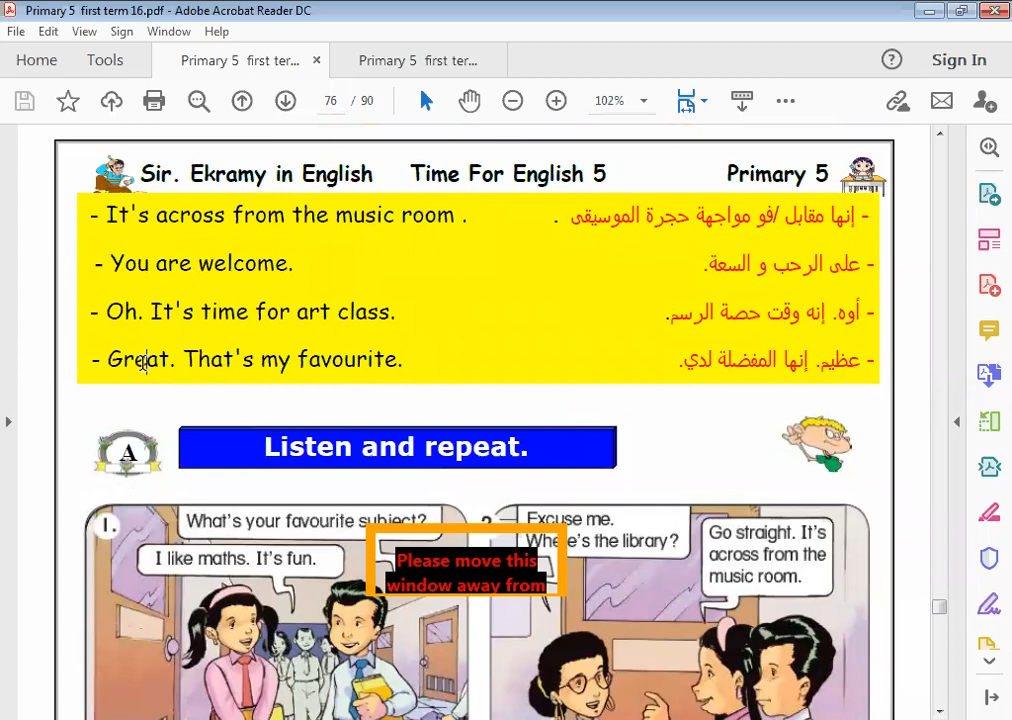 Primary 5 first term 16.pdf - Adobe Acrobat Reader DC
File Edit View Sign Window Help
Home Tools Primary 5 first ter... × Primary 5 first ter... Sign In
76 / 90 102%
Sir. Ekramy in English Time For English 5 Primary 5
- It's across from the music room . - إنها مقابل /فو مواجهة حجرة الموسيقى .
- You are welcome. - على الرحب و السعة.
- Oh. It's time for art class. - أوه. إنه وقت حصة الرسم.
- Great. That's my favourite. - عظيم. إنها المفضلة لدي.
A Listen and repeat.
1.
What's your favourite subject?
I like maths. It's fun.
Please move this
window away from
2
Excuse me.
Where's the library?
Go straight. It's
across from the
music room.